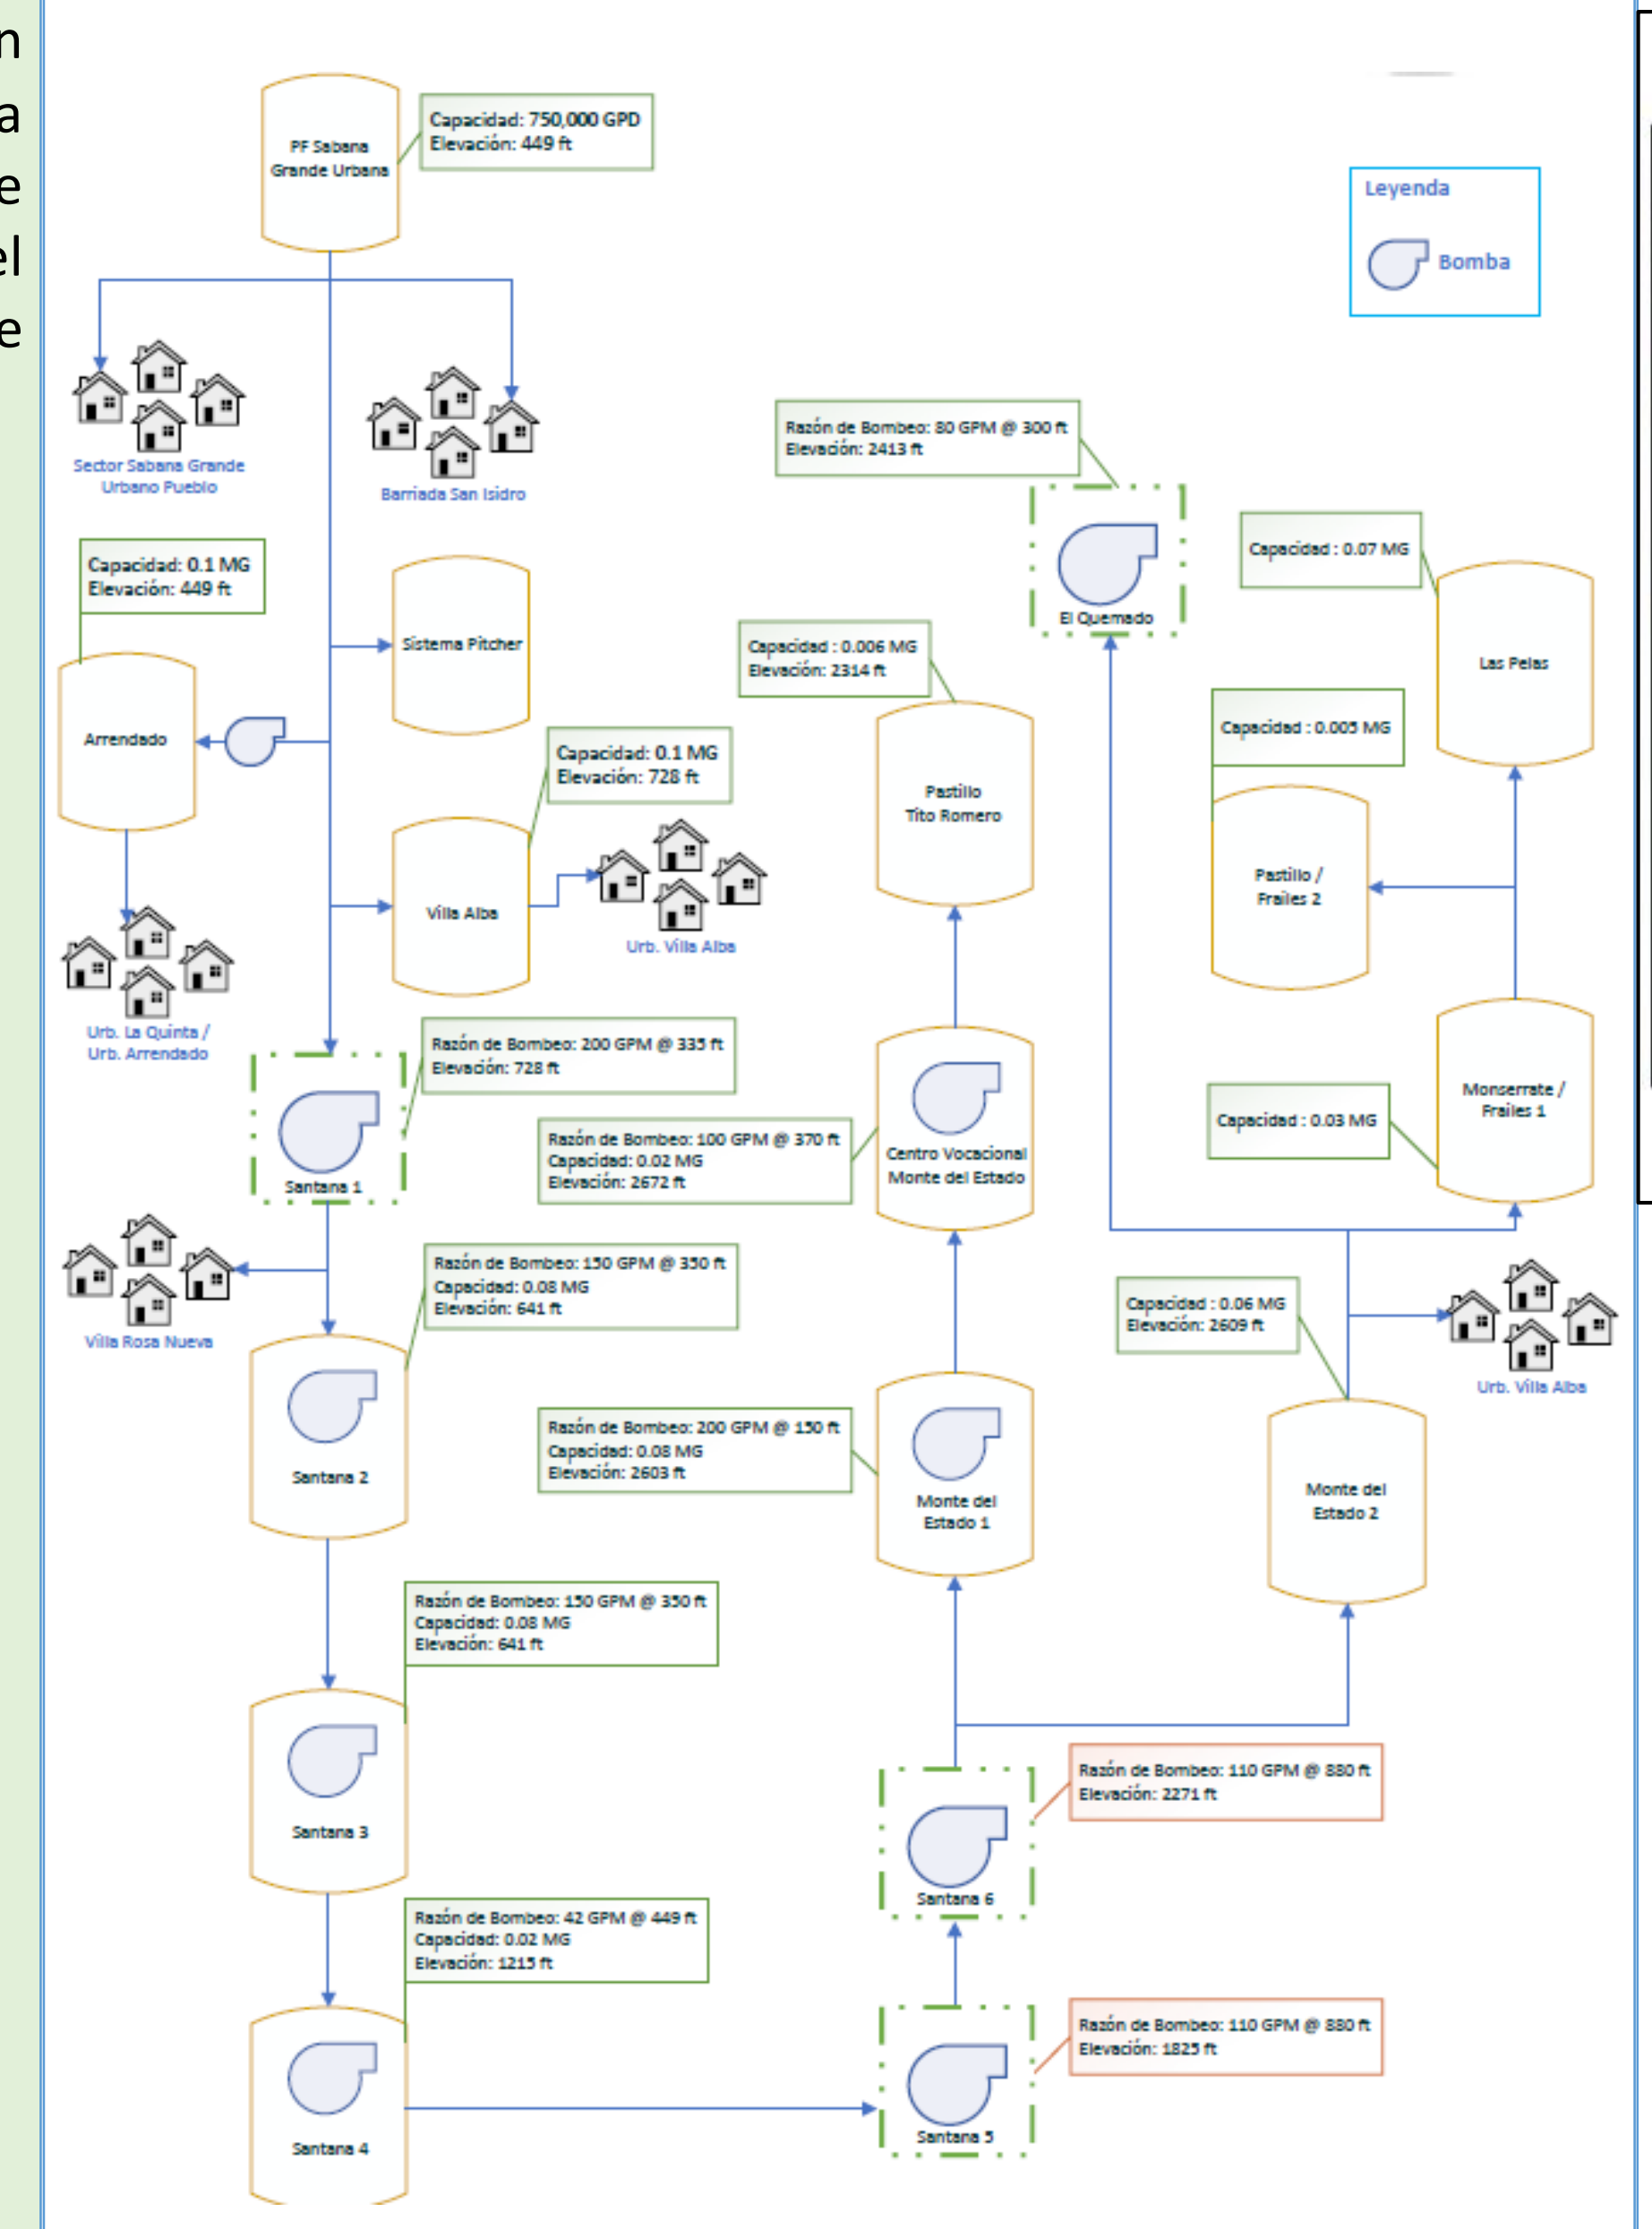 n
a
e
el
e
PF Sabana
Grande Urbana
Capacidad: 750,000 GPD
Elevación: 449 ft
Leyenda
Bomba
Sector Sabana Grande
Urbano Pueblo
Barriada San Isidro
Capacidad: 0.1 MG
Elevación: 449 ft
Arrendado
Sistema Pitcher
Urb. La Quinta /
Urb. Arrendado
Capacidad: 0.1 MG
Elevación: 728 ft
Villa Alba
Urb. Villa Alba
Razón de Bombeo: 200 GPM @ 335 ft
Elevación: 728 ft
Santana 1
Villa Rosa Nueva
Razón de Bombeo: 150 GPM @ 350 ft
Capacidad: 0.08 MG
Elevación: 641 ft
Santana 2
Razón de Bombeo: 150 GPM @ 350 ft
Capacidad: 0.08 MG
Elevación: 641 ft
Santana 3
Razón de Bombeo: 42 GPM @ 449 ft
Capacidad: 0.02 MG
Elevación: 1215 ft
Santana 4
Razón de Bombeo: 110 GPM @ 880 ft
Elevación: 1825 ft
Santana 5
Razón de Bombeo: 110 GPM @ 880 ft
Elevación: 2271 ft
Santana 6
Razón de Bombeo: 200 GPM @ 150 ft
Capacidad: 0.08 MG
Elevación: 2603 ft
Monte del
Estado 1
Razón de Bombeo: 100 GPM @ 370 ft
Capacidad: 0.02 MG
Elevación: 2672 ft
Centro Vocacional
Monte del Estado
Capacidad : 0.006 MG
Elevación: 2314 ft
Pastillo
Tito Romero
Razón de Bombeo: 80 GPM @ 300 ft
Elevación: 2413 ft
El Quemado
Capacidad : 0.07 MG
Las Pelas
Capacidad : 0.005 MG
Pastillo /
Frailes 2
Capacidad : 0.03 MG
Monserrate /
Frailes 1
Capacidad : 0.06 MG
Elevación: 2609 ft
Monte del
Estado 2
Urb. Villa Alba